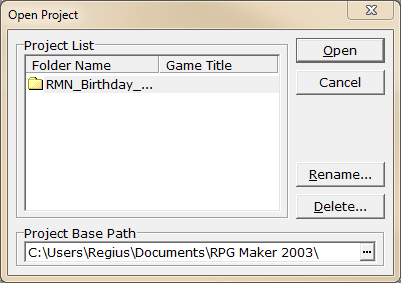 Open Project
Project List
Folder Name Game Title
RMN_Birthday_...
Open
Cancel
Rename...
Delete...
Project Base Path
C:\Users\Regius\Documents\RPG Maker 2003\ ...